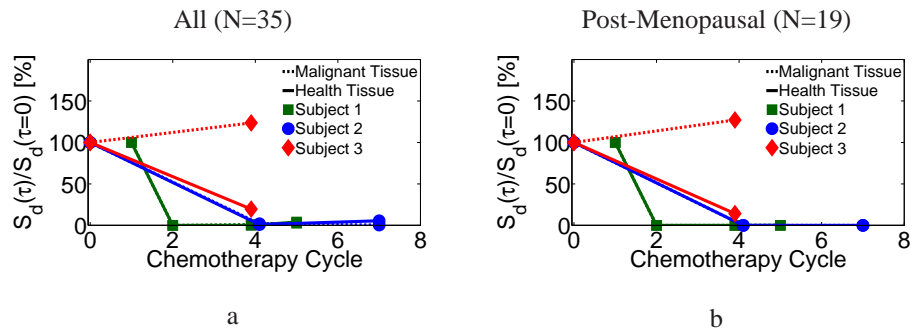 All (N=35)
S_d(τ)/S_d(τ=0) [%]
150
100
50
0
Malignant Tissue
Health Tissue
Subject 1
Subject 2
Subject 3
0 2 4 6 8
Chemotherapy Cycle
a
Post-Menopausal (N=19)
S_d(τ)/S_d(τ=0) [%]
150
100
50
0
Malignant Tissue
Health Tissue
Subject 1
Subject 2
Subject 3
0 2 4 6 8
Chemotherapy Cycle
b